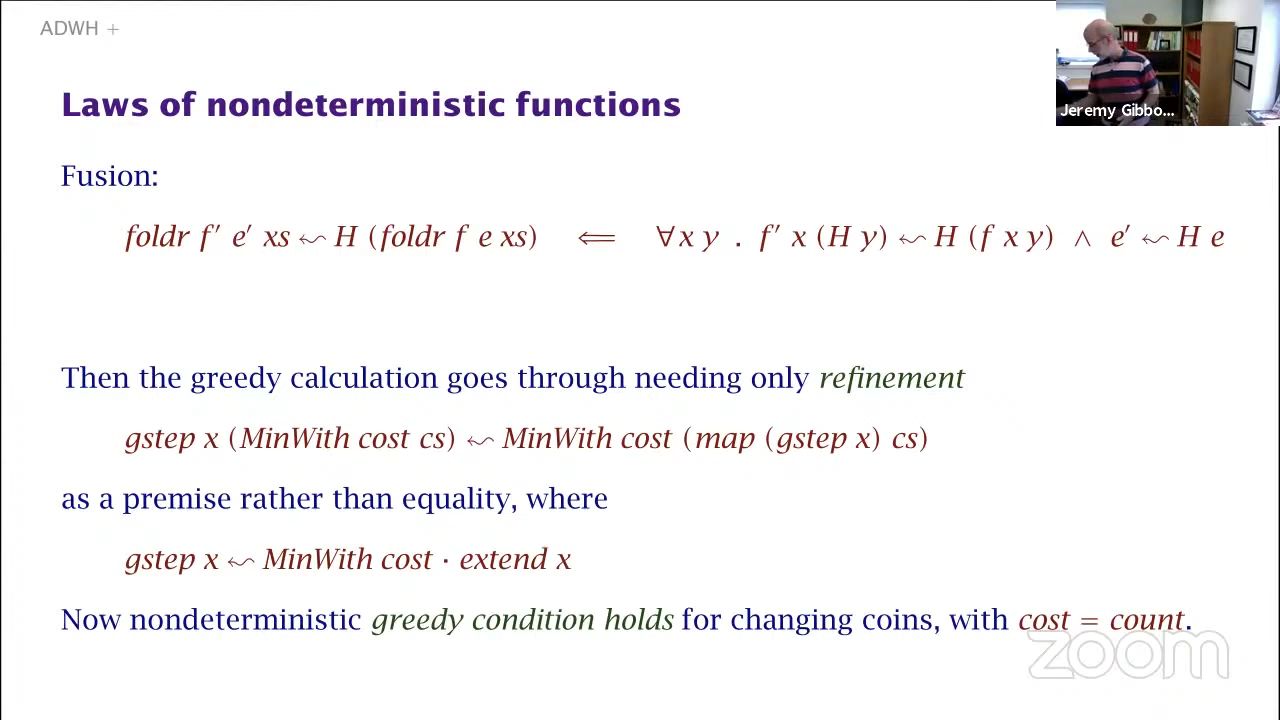 ADWH +
Jeremy Gibbo...
Laws of nondeterministic functions
Fusion:
foldr f′ e′ xs ↜ H (foldr f e xs) ⟸ ∀x y . f′ x (H y) ↜ H (f x y) ∧ e′ ↜ H e
Then the greedy calculation goes through needing only refinement
gstep x (MinWith cost cs) ↜ MinWith cost (map (gstep x) cs)
as a premise rather than equality, where
gstep x ↜ MinWith cost · extend x
Now nondeterministic greedy condition holds for changing coins, with cost = count.
zoom